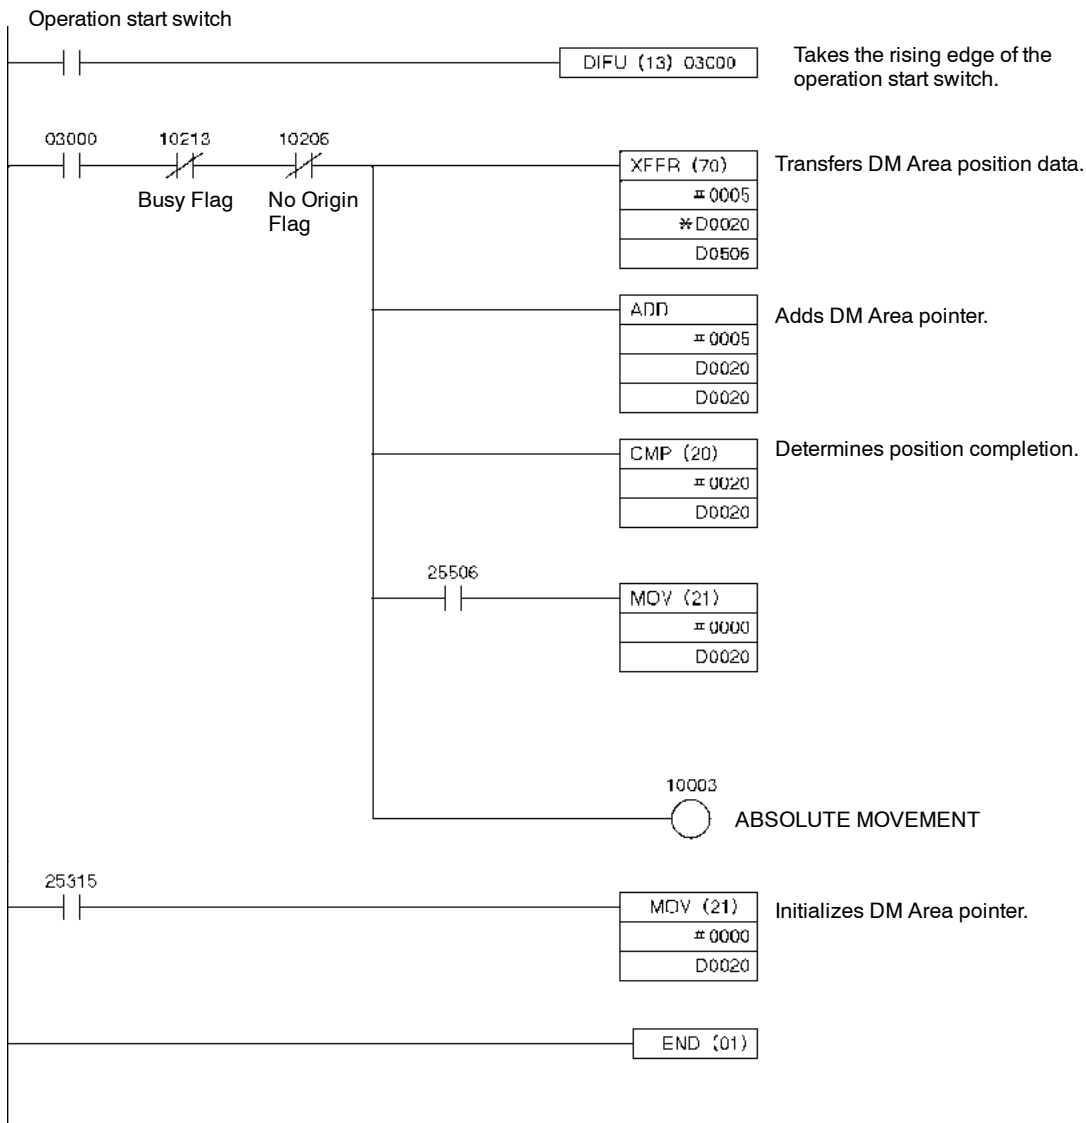 Operation start switch
DIFU (13) 03000
Takes the rising edge of the
operation start switch.
03000
10213
10206
Busy Flag
No Origin
Flag
XFER (70)
#0005
*D0020
D0506
Transfers DM Area position data.
ADD
#0005
D0020
D0020
Adds DM Area pointer.
CMP (20)
#0020
D0020
Determines position completion.
25506
MOV (21)
#0000
D0020
10003
ABSOLUTE MOVEMENT
25315
MOV (21)
#0000
D0020
Initializes DM Area pointer.
END (01)